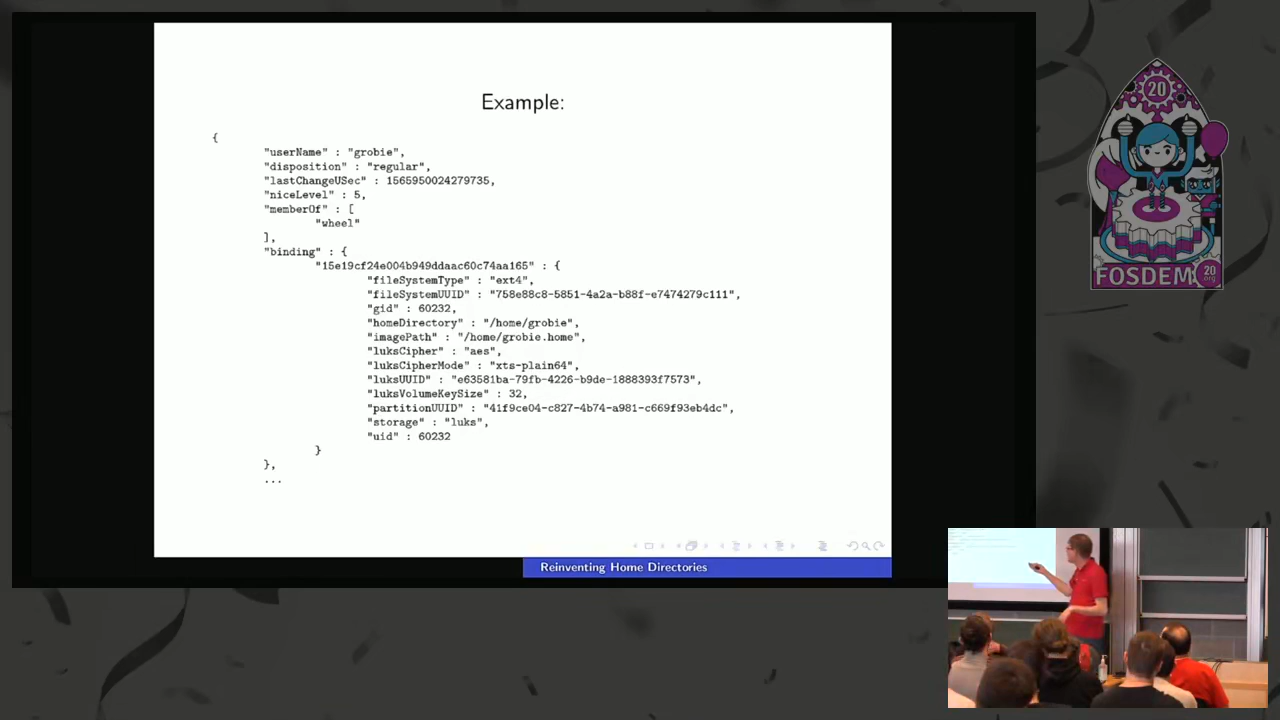 Example:
{
"userName" : "grobie",
"disposition" : "regular",
"lastChangeUSec" : 1565950024279735,
"niceLevel" : 5,
"memberOf" : [
"wheel"
],
"binding" : {
"15e19cf24e004b949ddaac60c74aa165" : {
"fileSystemType" : "ext4",
"fileSystemUUID" : "758e88c8-5851-4a2a-b88f-e7474279c111",
"gid" : 60232,
"homeDirectory" : "/home/grobie",
"imagePath" : "/home/grobie.home",
"luksCipher" : "aes",
"luksCipherMode" : "xts-plain64",
"luksUUID" : "e63581ba-79fb-4226-b9de-1888393f7573",
"luksVolumeKeySize" : 32,
"partitionUUID" : "41f9ce04-c827-4b74-a981-c669f93eb4dc",
"storage" : "luks",
"uid" : 60232
}
},
...
Reinventing Home Directories
20
FOSDEM 20
.org